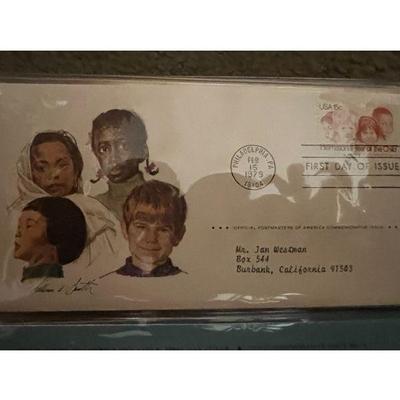 USA 15c
International Year of the Child
PHILADELPHIA, PA
FEB
15
1979
19104
FIRST DAY OF ISSUE
OFFICIAL POSTMASTERS OF AMERICA COMMEMORATIVE ISSUE
Mr. Jan Westman
Box 544
Burbank, California 91503